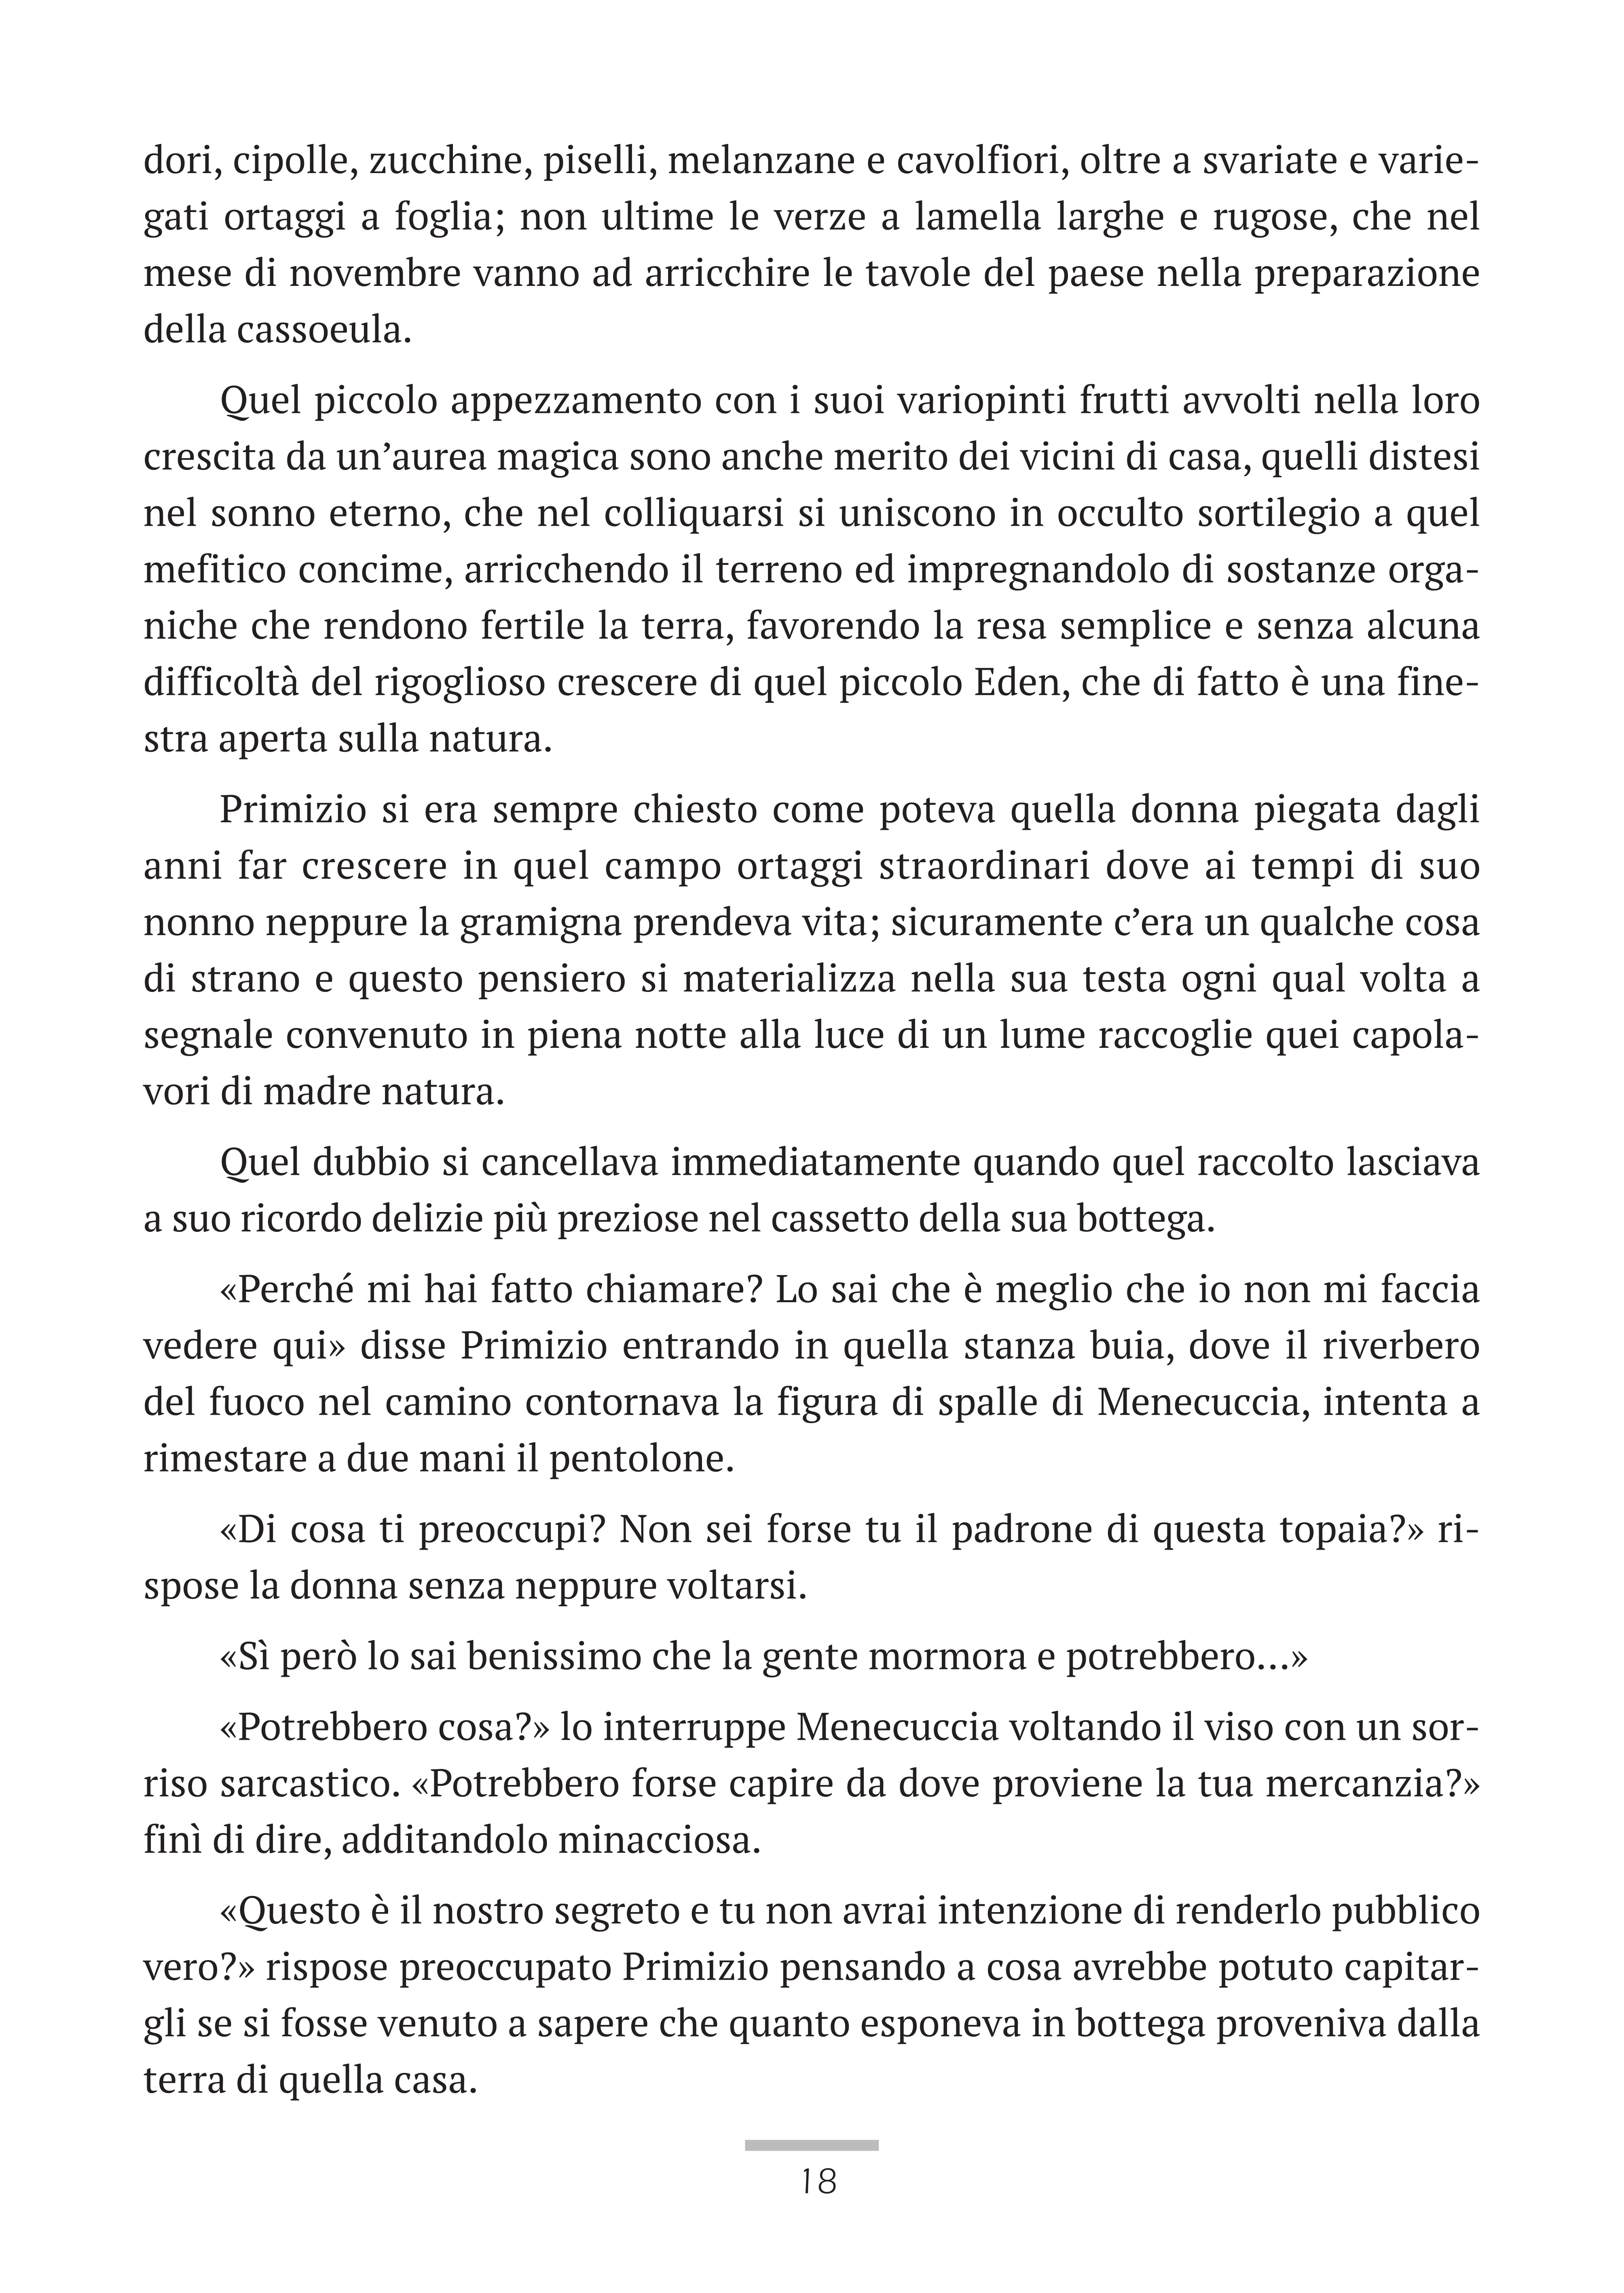 dori, cipolle, zucchine, piselli, melanzane e cavolfiori, oltre a svariate e varie-
gati ortaggi a foglia; non ultime le verze a lamella larghe e rugose, che nel
mese di novembre vanno ad arricchire le tavole del paese nella preparazione
della cassoeula.
Quel piccolo appezzamento con i suoi variopinti frutti avvolti nella loro
crescita da un’aurea magica sono anche merito dei vicini di casa, quelli distesi
nel sonno eterno, che nel colliquarsi si uniscono in occulto sortilegio a quel
mefitico concime, arricchendo il terreno ed impregnandolo di sostanze orga-
niche che rendono fertile la terra, favorendo la resa semplice e senza alcuna
difficoltà del rigoglioso crescere di quel piccolo Eden, che di fatto è una fine-
stra aperta sulla natura.
Primizio si era sempre chiesto come poteva quella donna piegata dagli
anni far crescere in quel campo ortaggi straordinari dove ai tempi di suo
nonno neppure la gramigna prendeva vita; sicuramente c’era un qualche cosa
di strano e questo pensiero si materializza nella sua testa ogni qual volta a
segnale convenuto in piena notte alla luce di un lume raccoglie quei capola-
vori di madre natura.
Quel dubbio si cancellava immediatamente quando quel raccolto lasciava
a suo ricordo delizie più preziose nel cassetto della sua bottega.
«Perché mi hai fatto chiamare? Lo sai che è meglio che io non mi faccia
vedere qui» disse Primizio entrando in quella stanza buia, dove il riverbero
del fuoco nel camino contornava la figura di spalle di Menecuccia, intenta a
rimestare a due mani il pentolone.
«Di cosa ti preoccupi? Non sei forse tu il padrone di questa topaia?» ri-
spose la donna senza neppure voltarsi.
«Sì però lo sai benissimo che la gente mormora e potrebbero…»
«Potrebbero cosa?» lo interruppe Menecuccia voltando il viso con un sor-
riso sarcastico. «Potrebbero forse capire da dove proviene la tua mercanzia?»
finì di dire, additandolo minacciosa.
«Questo è il nostro segreto e tu non avrai intenzione di renderlo pubblico
vero?» rispose preoccupato Primizio pensando a cosa avrebbe potuto capitar-
gli se si fosse venuto a sapere che quanto esponeva in bottega proveniva dalla
terra di quella casa.
18